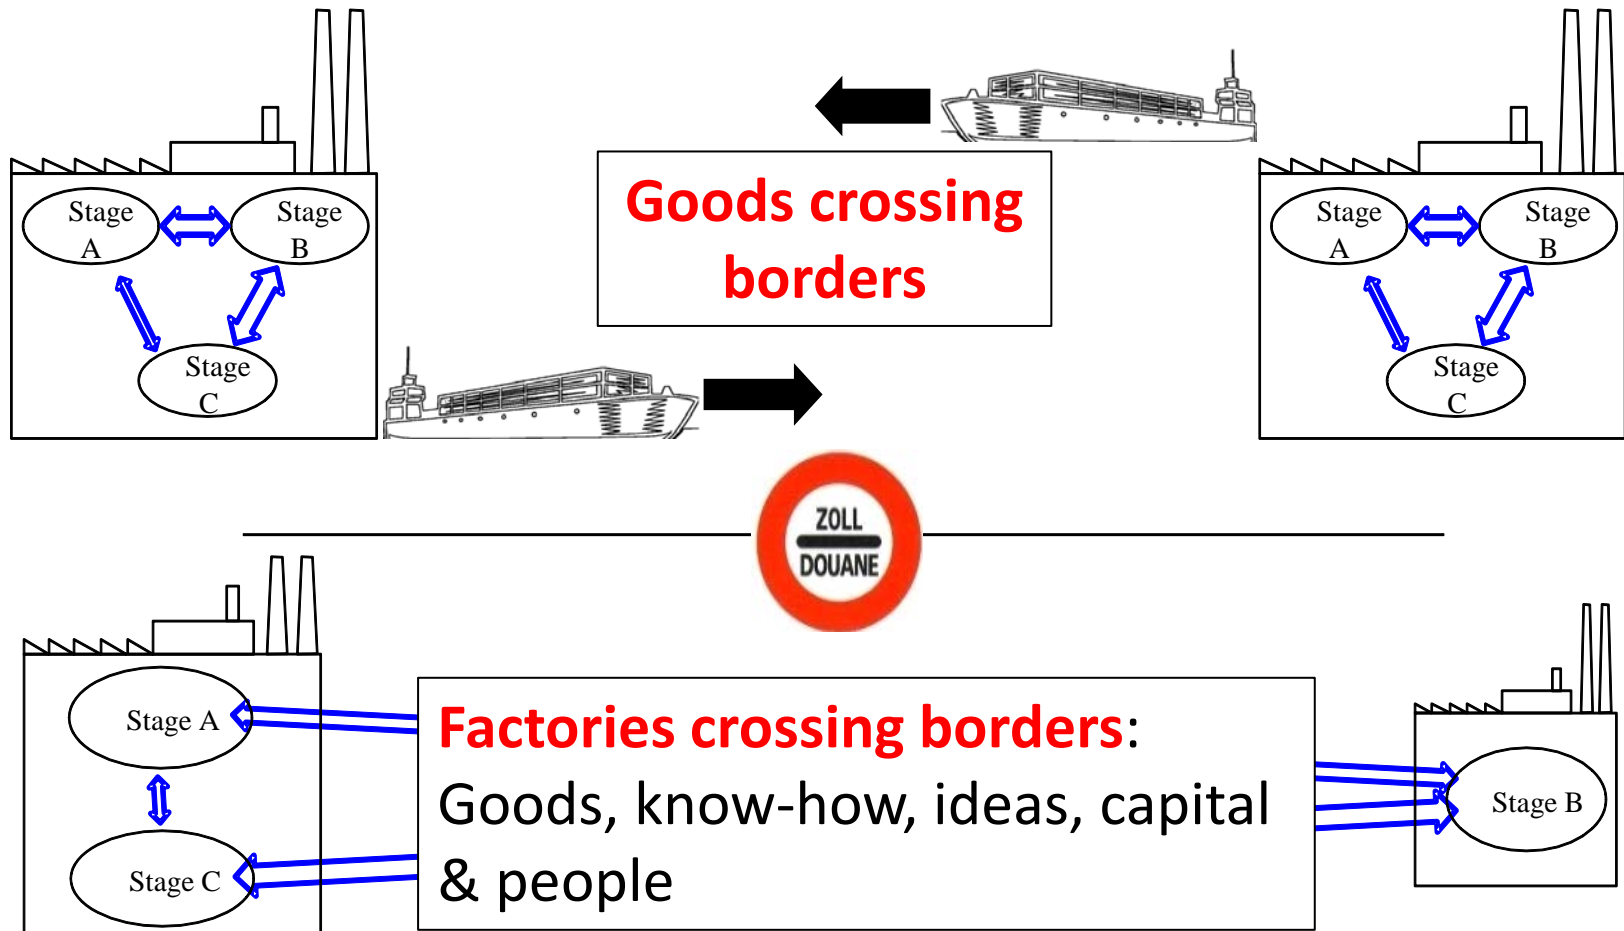 Stage
A
Stage
B
Stage
C
Goods crossing
borders
Stage
A
Stage
B
Stage
C
ZOLL
DOUANE
Stage A
Stage C
Factories crossing borders:
Goods, know-how, ideas, capital
& people
Stage B